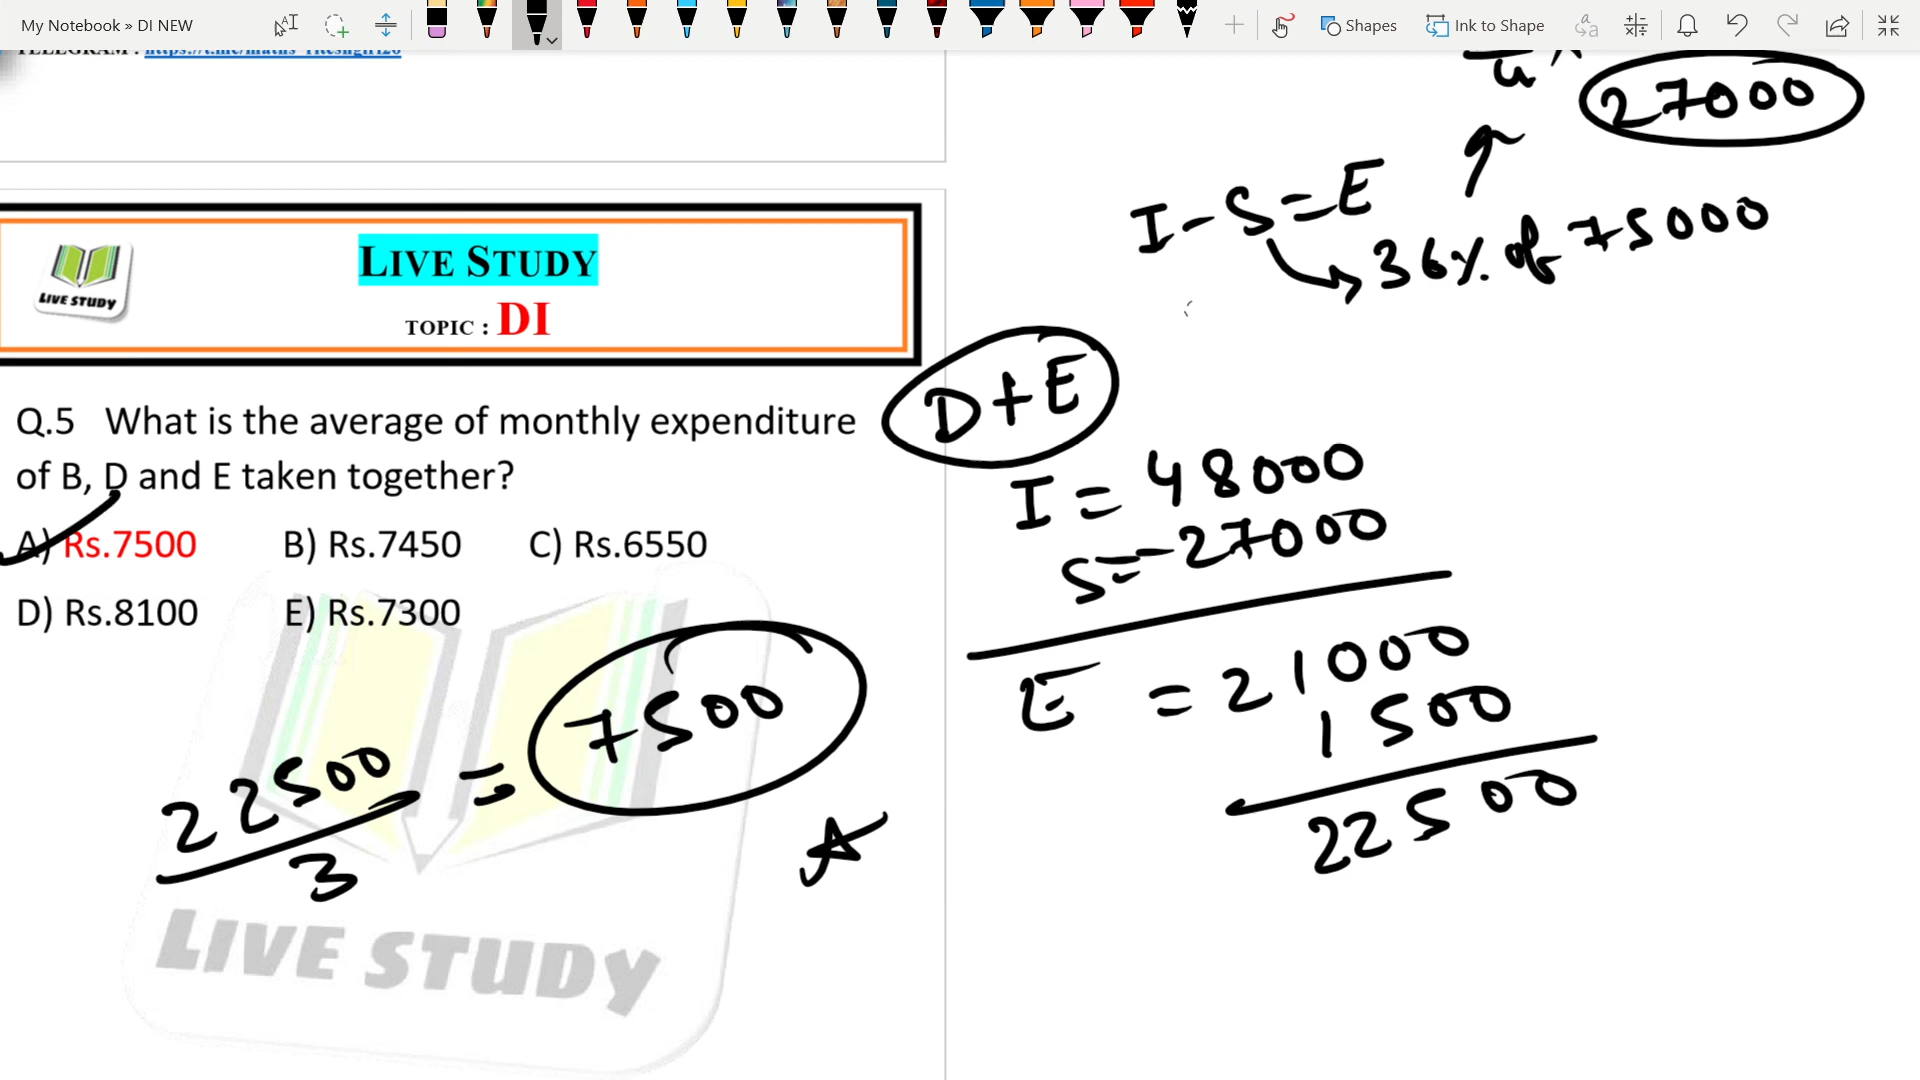 My Notebook » DI NEW
Shapes
Ink to Shape
27000
I - S = E
36% of 75000
LIVE STUDY
LIVE STUDY
TOPIC : DI
D+E
Q.5 What is the average of monthly expenditure
of B, D and E taken together?
A) Rs.7500 B) Rs.7450 C) Rs.6550
D) Rs.8100 E) Rs.7300
I = 48000
S = - 27000
E = 21000
1500
22500
22500
3
= 7500
A
LIVE STUDY